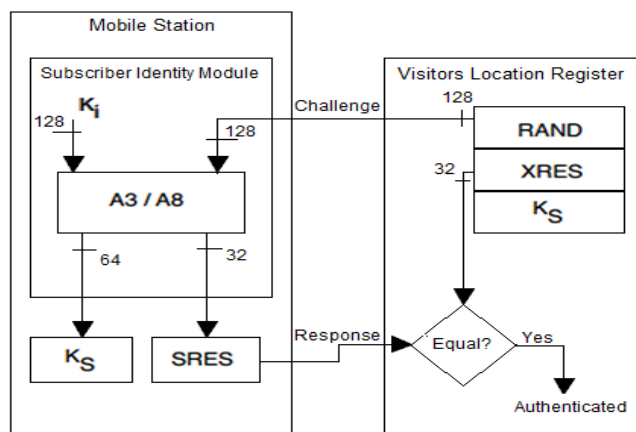 Mobile Station
Subscriber Identity Module
Ki
128
128
A3 / A8
64
32
KS
SRES
Challenge
Response
Visitors Location Register
128
RAND
32
XRES
KS
Equal?
Yes
Authenticated